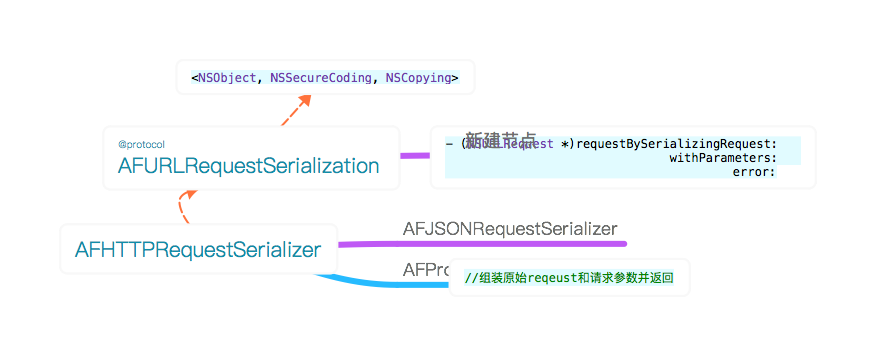 <NSObject, NSSecureCoding, NSCopying>
@protocol
AFURLRequestSerialization
新建节点
- (NSURLRequest *)requestBySerializingRequest:
withParameters:
error:
AFHTTPRequestSerializer
AFJSONRequestSerializer
AFPro
//组装原始reqeust和请求参数并返回